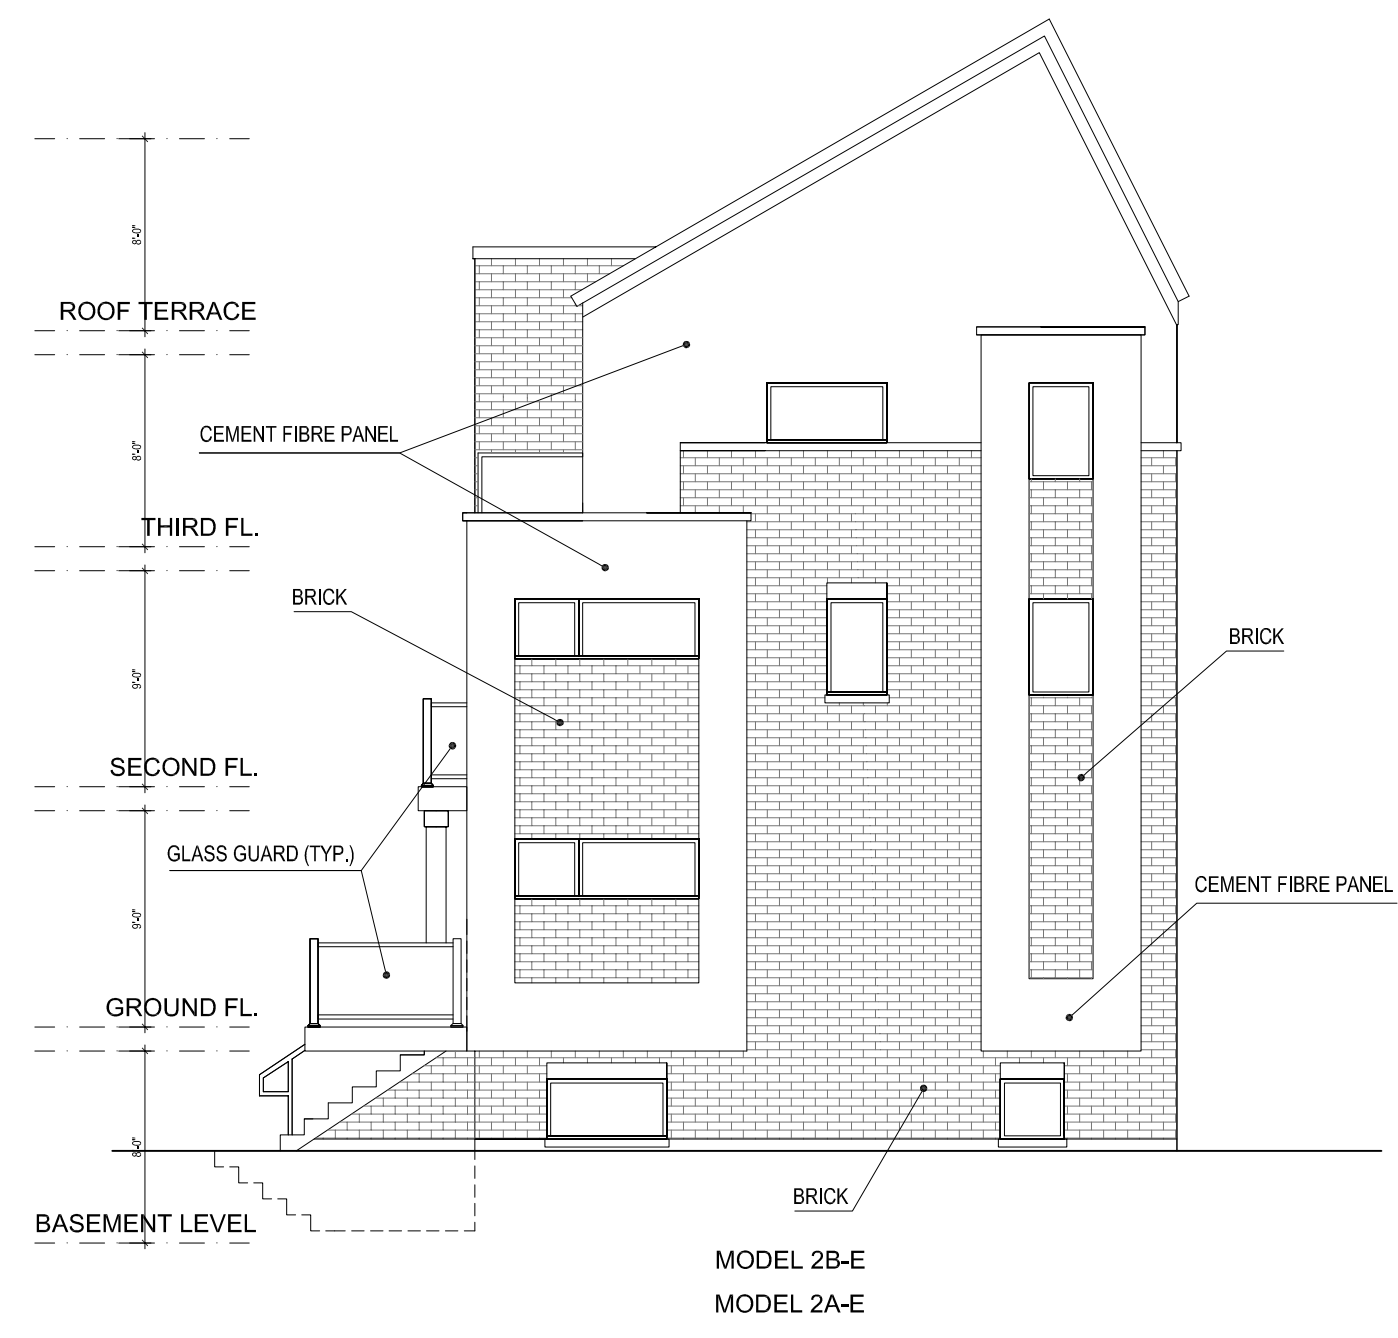 8'-0"
ROOF TERRACE
CEMENT FIBRE PANEL
8'-0"
THIRD FL.
BRICK
BRICK
9'-0"
SECOND FL.
GLASS GUARD (TYP.)
CEMENT FIBRE PANEL
9'-0"
GROUND FL.
8'-0"
BRICK
BASEMENT LEVEL
MODEL 2B-E
MODEL 2A-E